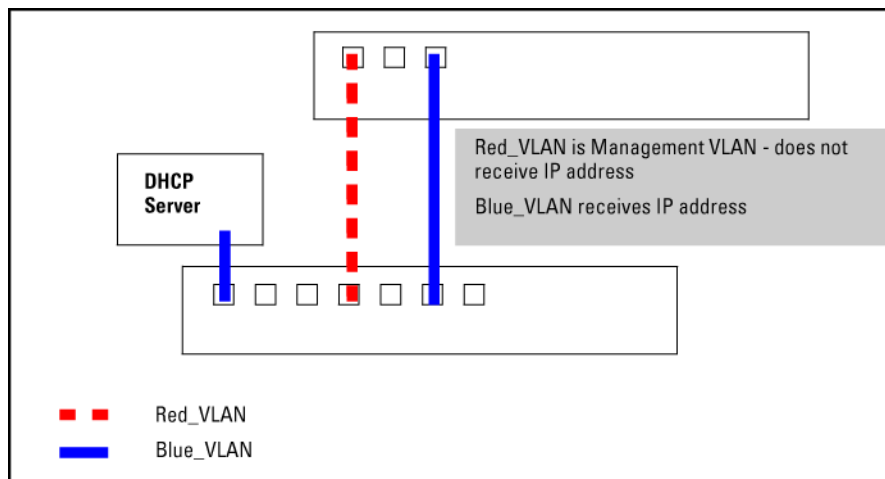 Red_VLAN is Management VLAN - does not
receive IP address
Blue_VLAN receives IP address
DHCP
Server
Red_VLAN
Blue_VLAN